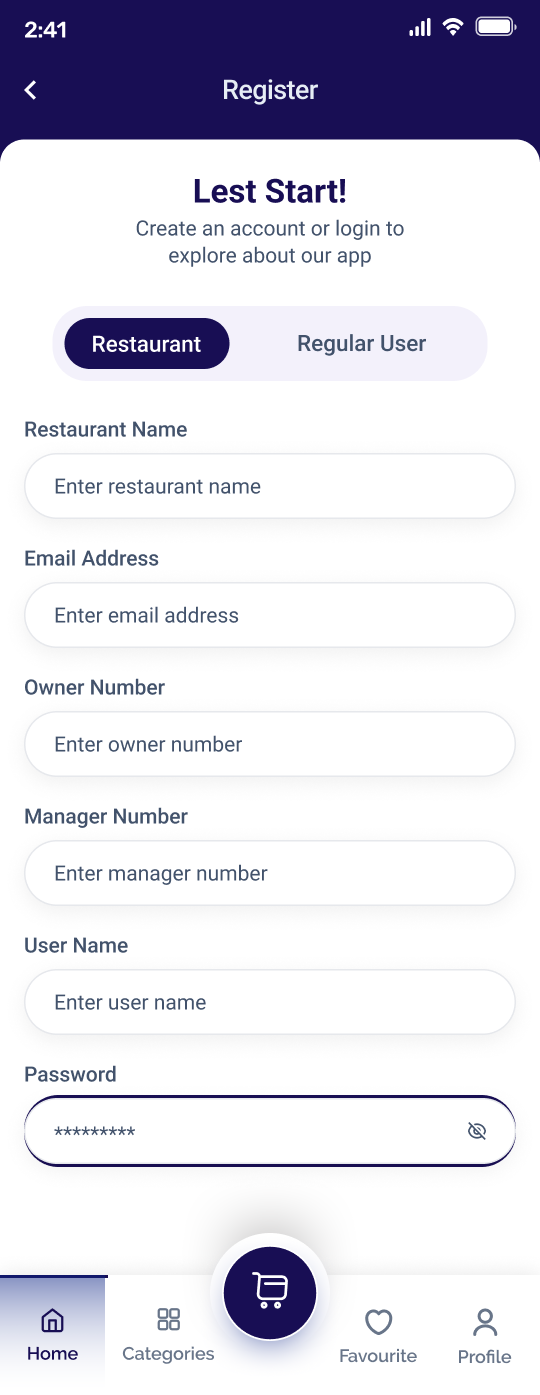 2:41
Register
Lest Start!
Create an account or login to
explore about our app
Restaurant
Regular User
Restaurant Name
Enter restaurant name
Email Address
Enter email address
Owner Number
Enter owner number
Manager Number
Enter manager number
User Name
Enter user name
Password
*********
Home
Categories
Favourite
Profile